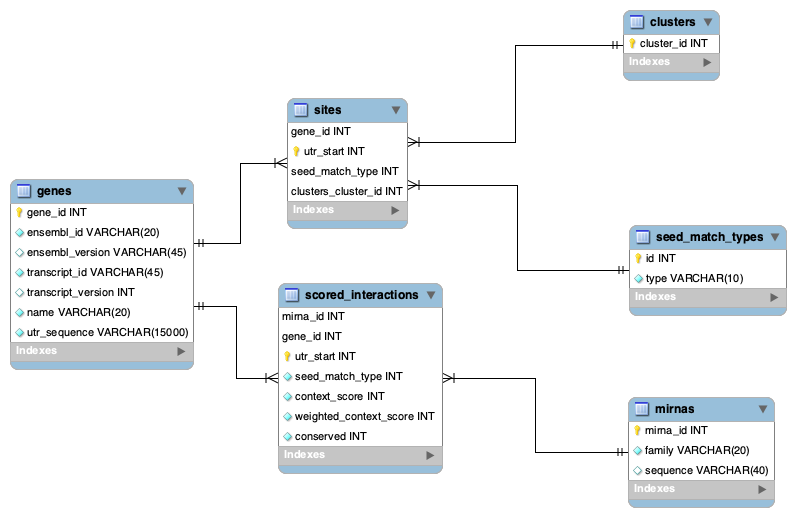 clusters
cluster_id INT
Indexes
sites
gene_id INT
utr_start INT
seed_match_type INT
clusters_cluster_id INT
Indexes
genes
gene_id INT
ensembl_id VARCHAR(20)
ensembl_version VARCHAR(45)
transcript_id VARCHAR(45)
transcript_version INT
name VARCHAR(20)
utr_sequence VARCHAR(15000)
Indexes
seed_match_types
id INT
type VARCHAR(10)
Indexes
scored_interactions
mirna_id INT
gene_id INT
utr_start INT
seed_match_type INT
context_score INT
weighted_context_score INT
conserved INT
Indexes
mirnas
mirna_id INT
family VARCHAR(20)
sequence VARCHAR(40)
Indexes